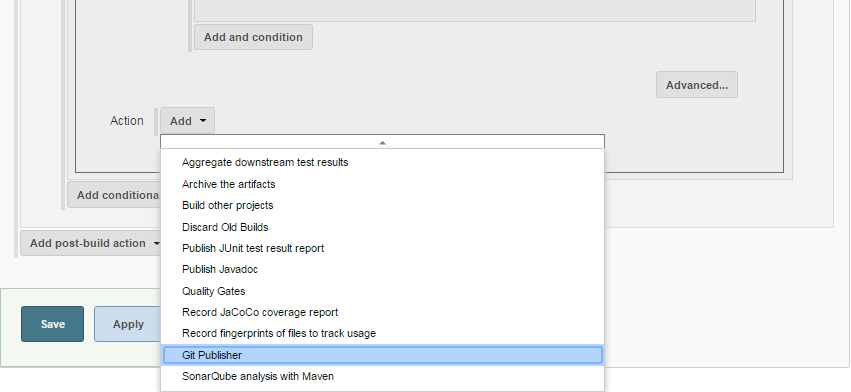 Add and condition
Advanced...
Action Add
Aggregate downstream test results
Archive the artifacts
Add conditiona
Build other projects
Discard Old Builds
Add post-build action
Publish JUnit test result report
Publish Javadoc
Quality Gates
Record JaCoCo coverage report
Save Apply
Record fingerprints of files to track usage
Git Publisher
SonarQube analysis with Maven